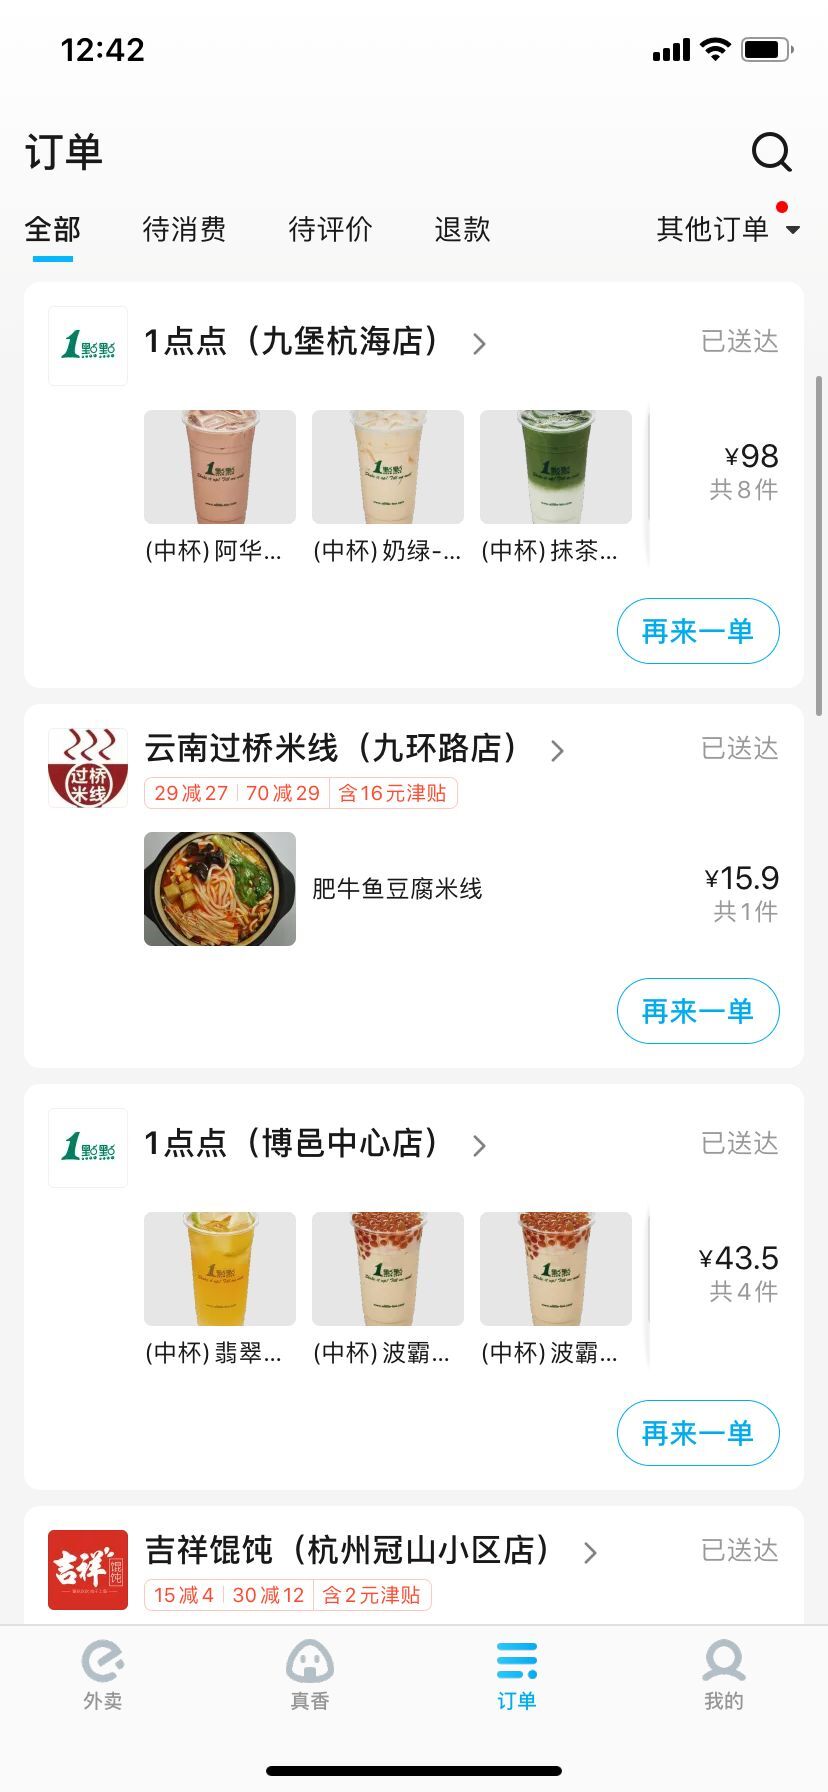 12:42
订单
全部 待消费 待评价 退款 其他订单
1點點 1点点（九堡杭海店） 已送达
¥98
共8件
(中杯)阿华... (中杯)奶绿-... (中杯)抹茶...
再来一单
过桥米线 云南过桥米线（九环路店） 已送达
29减27 70减29 含16元津贴
肥牛鱼豆腐米线
¥15.9
共1件
再来一单
1點點 1点点（博邑中心店） 已送达
¥43.5
共4件
(中杯)翡翠... (中杯)波霸... (中杯)波霸...
再来一单
吉祥馄饨 吉祥馄饨（杭州冠山小区店） 已送达
15减4 30减12 含2元津贴
外卖 真香 订单 我的